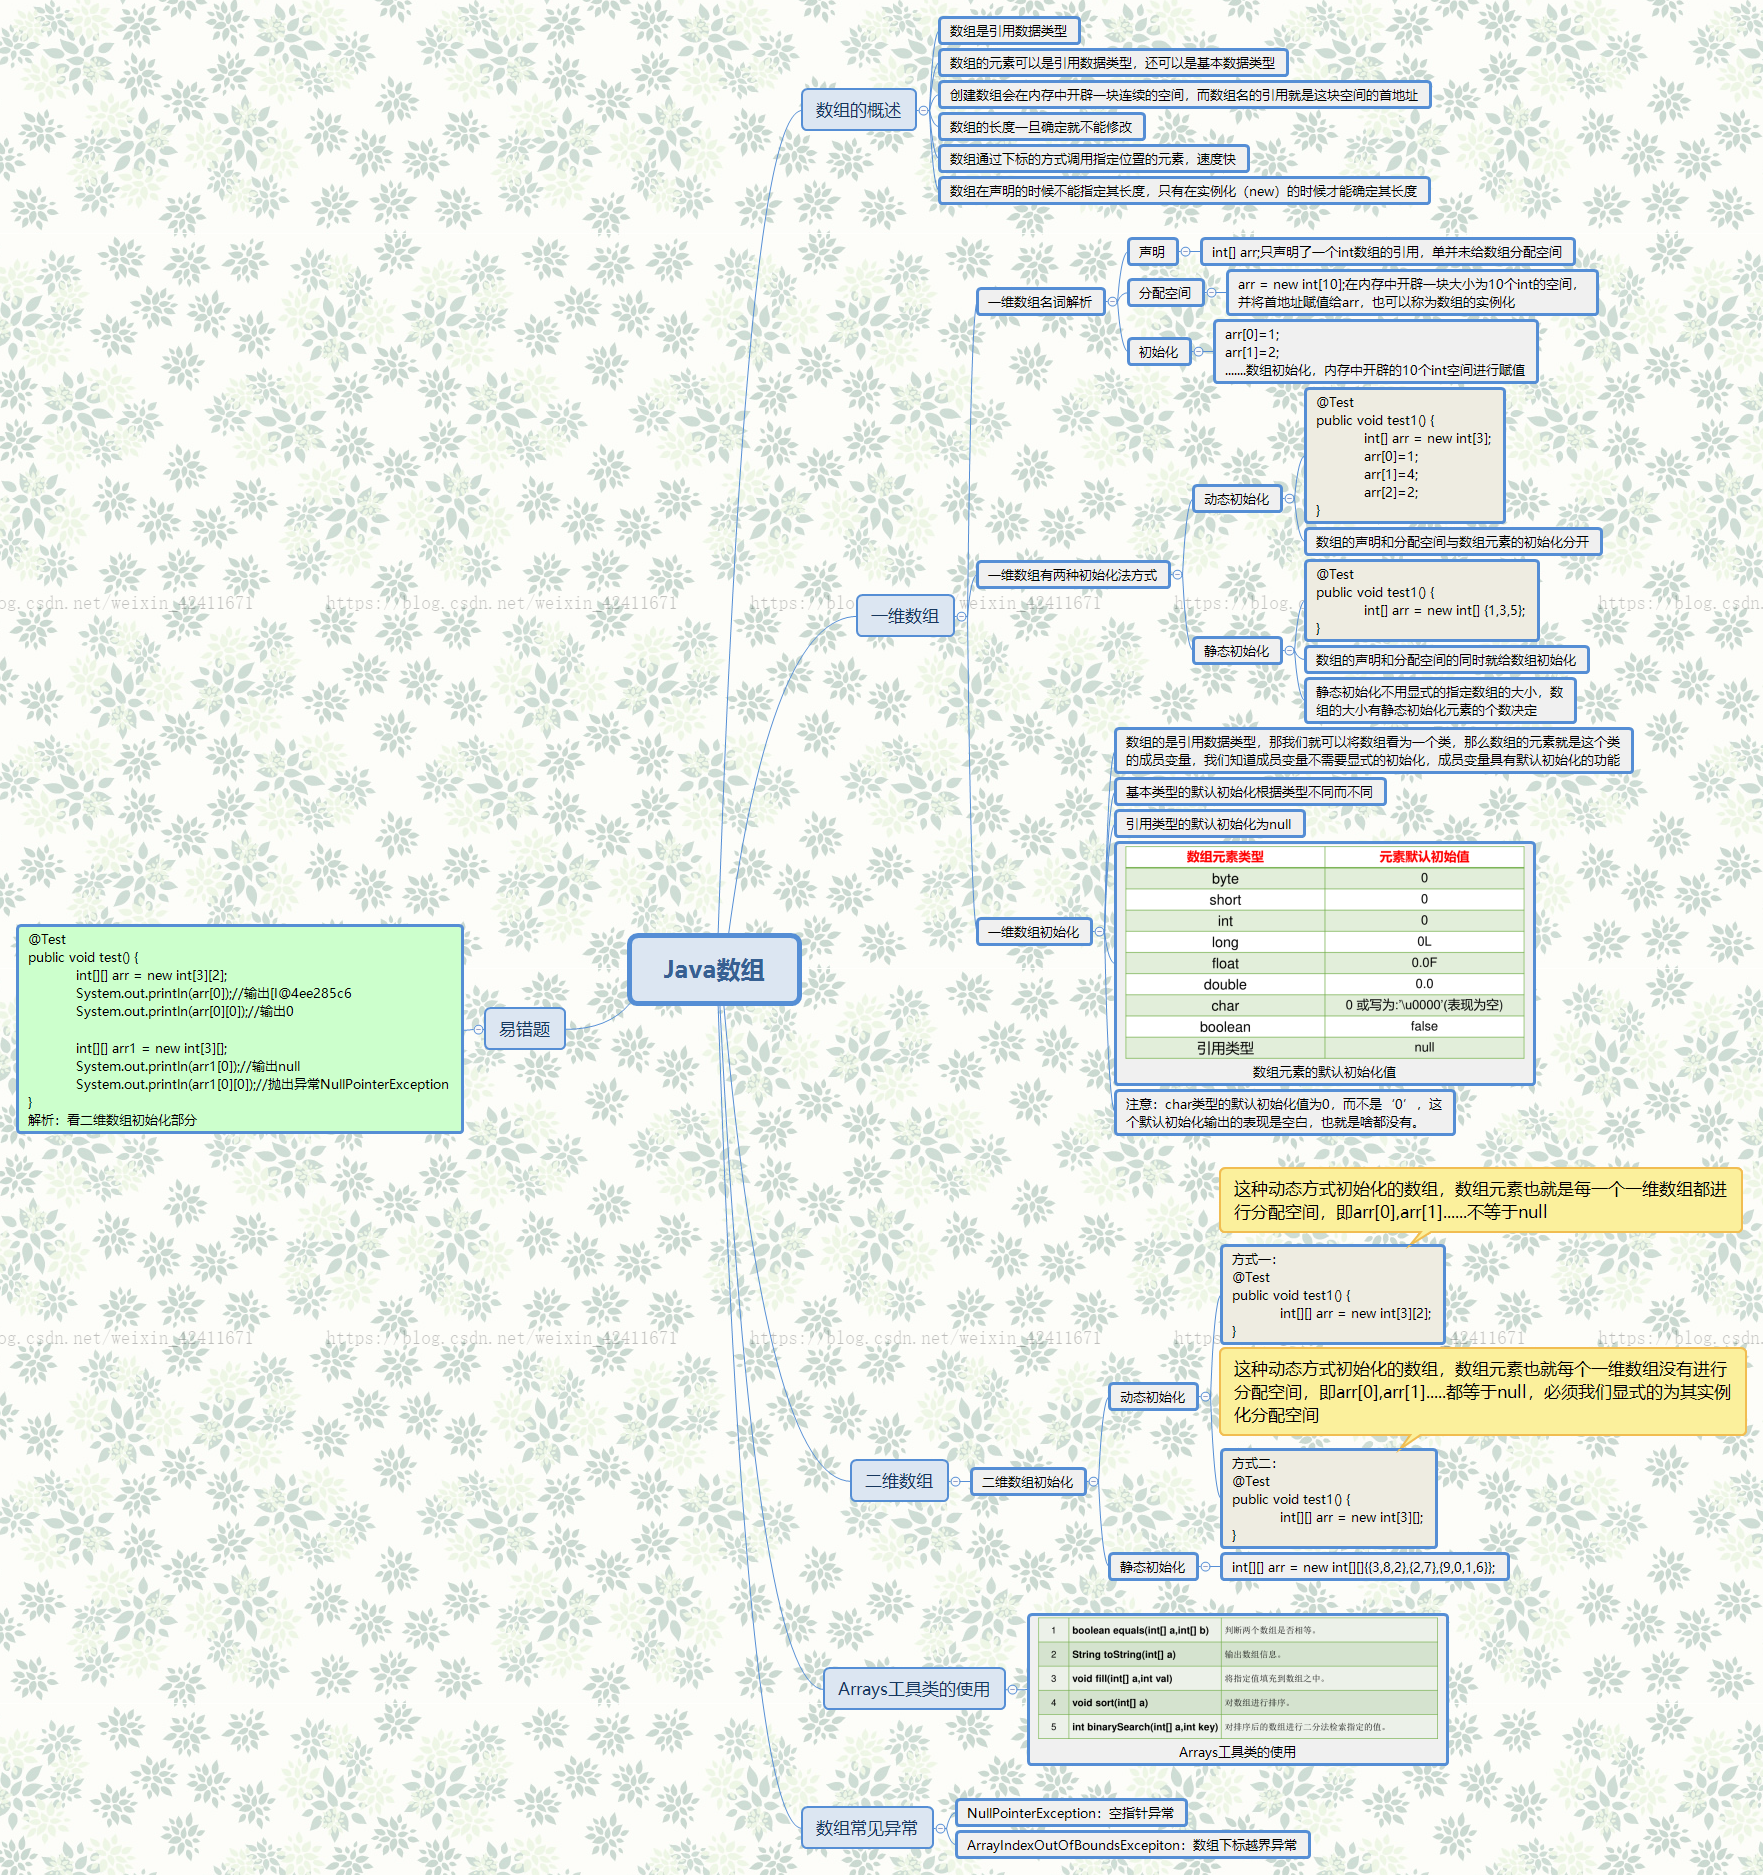 数组的概述
数组是引用数据类型
数组的元素可以是引用数据类型，还可以是基本数据类型
创建数组会在内存中开辟一块连续的空间，而数组名的引用就是这块空间的首地址
数组的长度一旦确定就不能修改
数组通过下标的方式调用指定位置的元素，速度快
数组在声明的时候不能指定其长度，只有在实例化（new）的时候才能确定其长度
一维数组
一维数组名词解析
声明
int[] arr;只声明了一个int数组的引用，单并未给数组分配空间
分配空间
arr = new int[10];在内存中开辟一块大小为10个int的空间，
并将首地址赋值给arr，也可以称为数组的实例化
初始化
arr[0]=1;
arr[1]=2;
.......数组初始化，内存中开辟的10个int空间进行赋值
一维数组有两种初始化法方式
动态初始化
@Test
public void test1() {
int[] arr = new int[3];
arr[0]=1;
arr[1]=4;
arr[2]=2;
}
数组的声明和分配空间与数组元素的初始化分开
静态初始化
@Test
public void test1() {
int[] arr = new int[] {1,3,5};
}
数组的声明和分配空间的同时就给数组初始化
静态初始化不用显式的指定数组的大小，数
组的大小有静态初始化元素的个数决定
一维数组初始化
数组的是引用数据类型，那我们就可以将数组看为一个类，那么数组的元素就是这个类
的成员变量，我们知道成员变量不需要显式的初始化，成员变量具有默认初始化的功能
基本类型的默认初始化根据类型不同而不同
引用类型的默认初始化为null
数组元素类型 元素默认初始值
byte 0
short 0
int 0
long 0L
float 0.0F
double 0.0
char 0 或写为:'\u0000'(表现为空)
boolean false
引用类型 null
数组元素的默认初始化值
注意：char类型的默认初始化值为0，而不是‘0’，这
个默认初始化输出的表现是空白，也就是啥都没有。
Java数组
易错题
@Test
public void test() {
int[][] arr = new int[3][2];
System.out.println(arr[0]);//输出[I@4ee285c6
System.out.println(arr[0][0]);//输出0
int[][] arr1 = new int[3][];
System.out.println(arr1[0]);//输出null
System.out.println(arr1[0][0]);//抛出异常NullPointerException
}
解析：看二维数组初始化部分
二维数组
二维数组初始化
动态初始化
这种动态方式初始化的数组，数组元素也就是每一个一维数组都进
行分配空间，即arr[0],arr[1]......不等于null
方式一：
@Test
public void test1() {
int[][] arr = new int[3][2];
}
这种动态方式初始化的数组，数组元素也就每个一维数组没有进行
分配空间，即arr[0],arr[1].....都等于null，必须我们显式的为其实例
化分配空间
方式二：
@Test
public void test1() {
int[][] arr = new int[3][];
}
静态初始化
int[][] arr = new int[][]{{3,8,2},{2,7},{9,0,1,6}};
Arrays工具类的使用
1 boolean equals(int[] a,int[] b) 判断两个数组是否相等。
2 String toString(int[] a) 输出数组信息。
3 void fill(int[] a,int val) 将指定值填充到数组之中。
4 void sort(int[] a) 对数组进行排序。
5 int binarySearch(int[] a,int key) 对排序后的数组进行二分法检索指定的值。
Arrays工具类的使用
数组常见异常
NullPointerException：空指针异常
ArrayIndexOutOfBoundsExcepiton：数组下标越界异常
og.csdn.net/weixin_42411671
https://blog.csdn.net/weixin_42411671